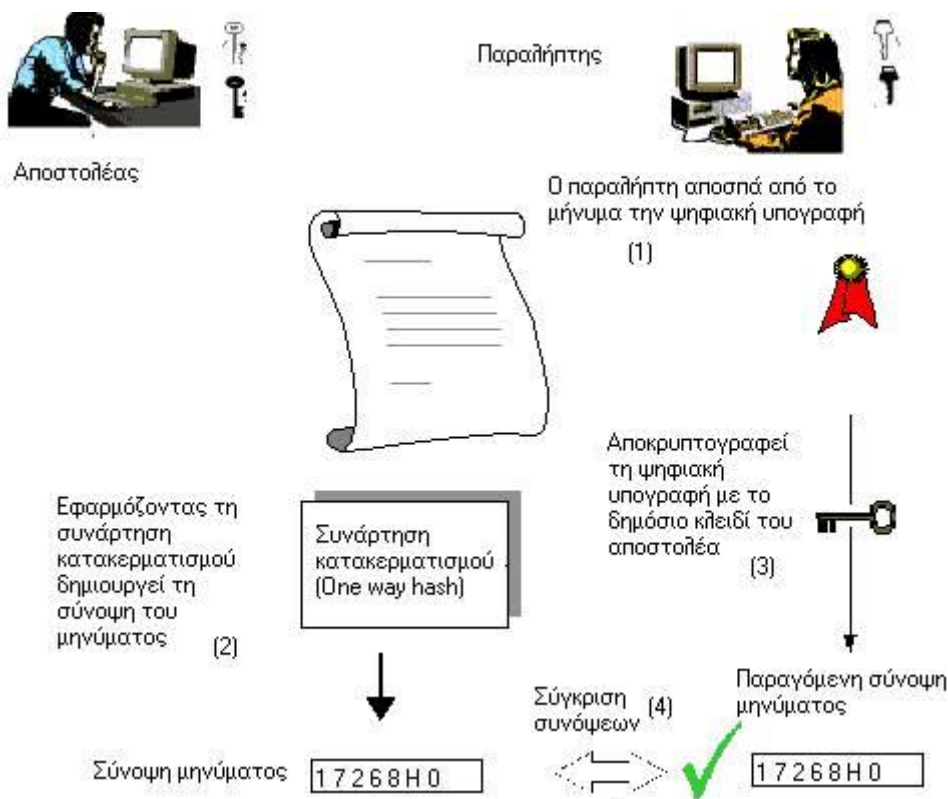 Παραλήπτης
Αποστολέας
Ο παραλήπτη αποσπά από το
μήνυμα την ψηφιακή υπογραφή
(1)
Αποκρυπτογραφεί
τη ψηφιακή
υπογραφή με το
δημόσιο κλειδί του
αποστολέα
(3)
Εφαρμόζοντας τη
συνάρτηση
κατακερματισμού
δημιουργεί τη
σύνοψη του
μηνύματος (2)
Συνάρτηση
κατακερματισμού
(One way hash)
Παραγόμενη σύνοψη
μηνύματος
Σύγκριση
συνόψεων (4)
Σύνοψη μηνύματος
17268H0
17268H0